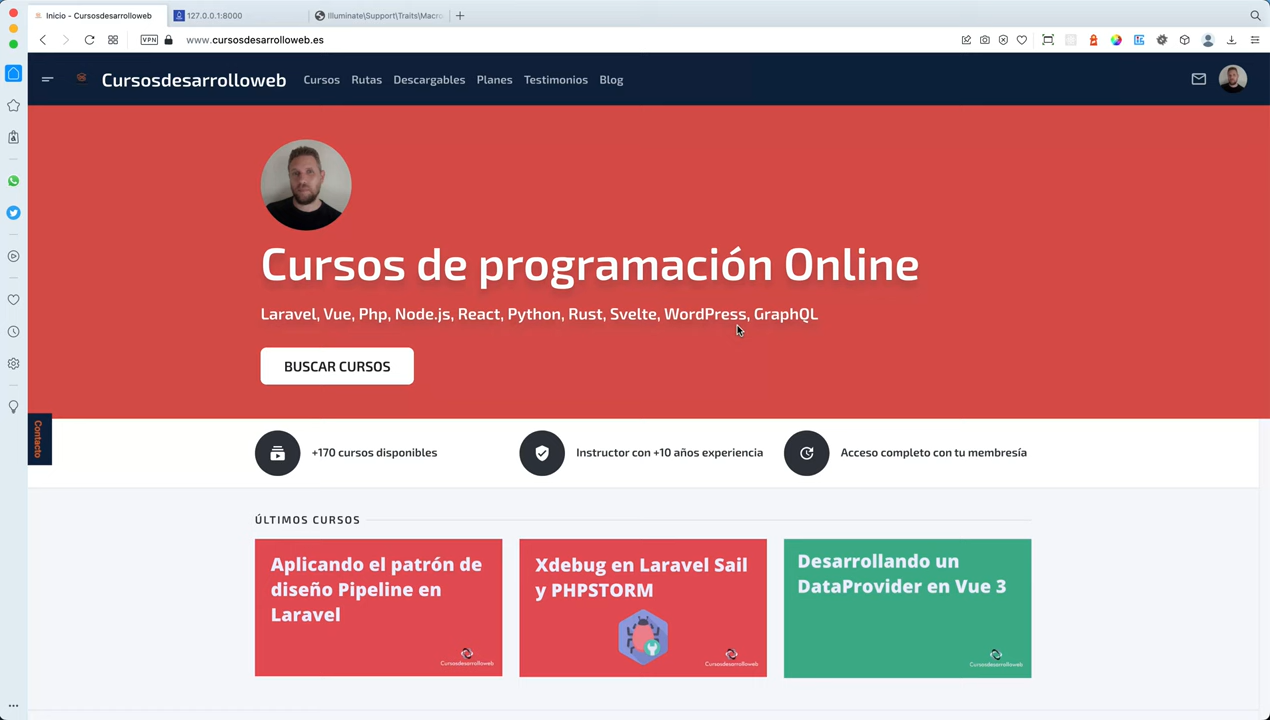 Inicio - Cursosdesarrolloweb
127.0.0.1:8000
Illuminate\Support\Traits\Macro
VPN
www.cursosdesarrolloweb.es
Cursosdesarrolloweb
Cursos
Rutas
Descargables
Planes
Testimonios
Blog
Cursos de programación Online
Laravel, Vue, Php, Node.js, React, Python, Rust, Svelte, WordPress, GraphQL
BUSCAR CURSOS
Contacto
+170 cursos disponibles
Instructor con +10 años experiencia
Acceso completo con tu membresía
ÚLTIMOS CURSOS
Aplicando el patrón de
diseño Pipeline en
Laravel
Cursosdesarrolloweb
Xdebug en Laravel Sail
y PHPSTORM
Cursosdesarrolloweb
Desarrollando un
DataProvider en Vue 3
Cursosdesarrolloweb